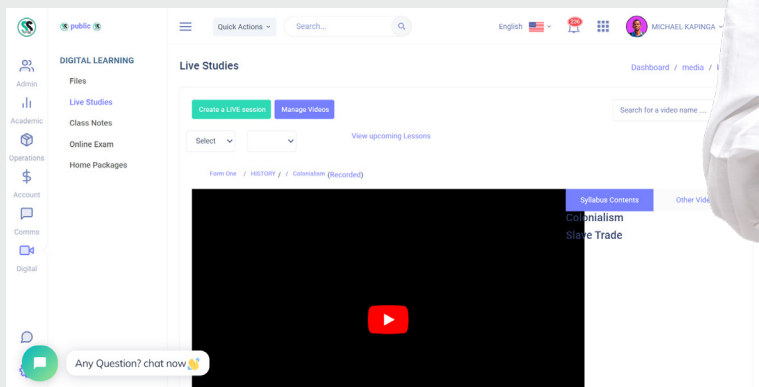 public
Quick Actions
Search...
English
236
MICHAEL KAPINGA
DIGITAL LEARNING
Files
Live Studies
Class Notes
Online Exam
Home Packages
Admin
Academic
Operations
Account
Comms
Digital
Live Studies
Dashboard / media /
Create a LIVE session
Manage Videos
Search for a video name ....
Select
View upcoming Lessons
Form One / HISTORY / / Colonialism (Recorded)
Syllabus Contents
Other Vide
Colonialism
Slave Trade
Any Question? chat now👋